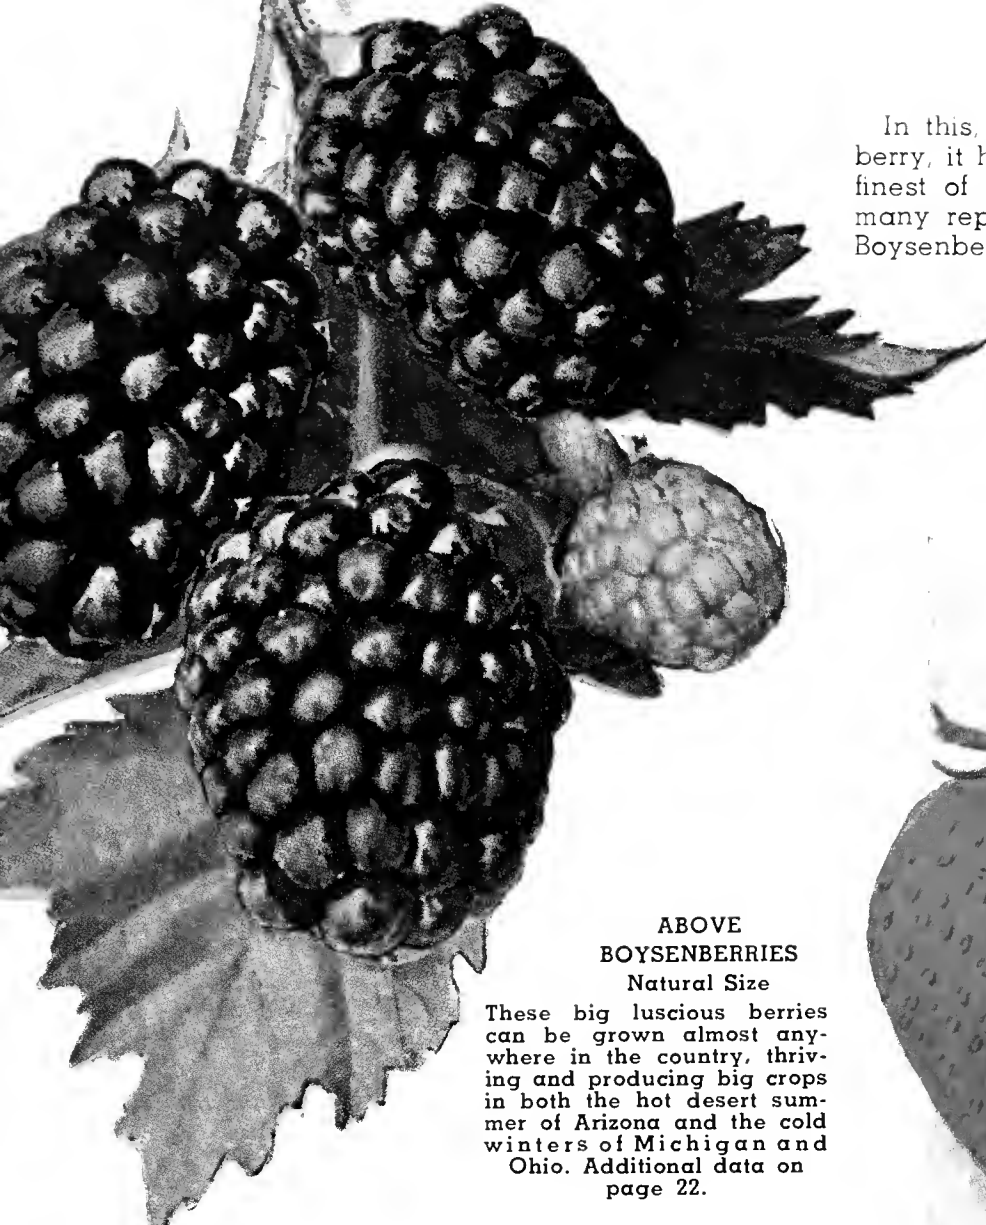 In this,
berry, it
finest of
many
Boysenbe
ABOVE
BOYSENBERRIES
Natural Size
These big luscious berries
can be grown almost any-
where in the country, thriv-
ing and producing big crops
in both the hot desert sum-
mer of Arizona and the cold
winters of Michigan and
Ohio. Additional data on
page 22.